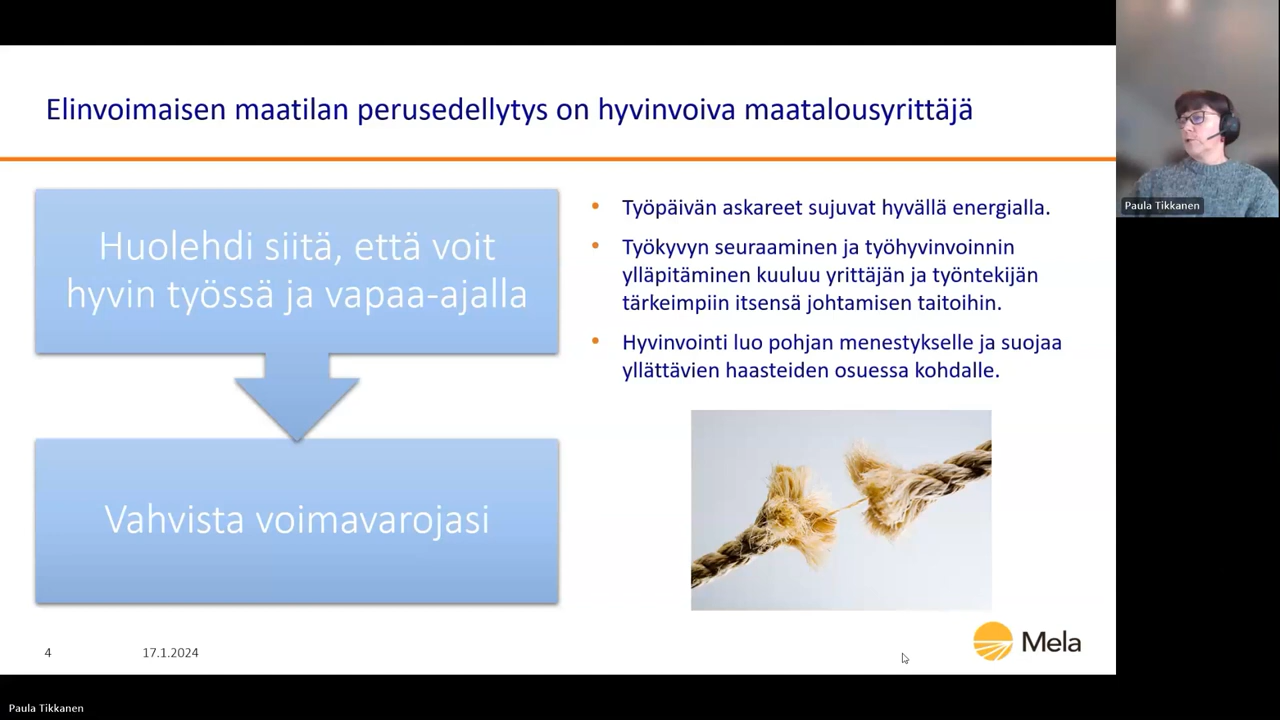 Elinvoimaisen maatilan perusedellytys on hyvinvoiva maatalousyrittäjä
Huolehdi siitä, että voit
hyvin työssä ja vapaa-ajalla
Vahvista voimavarojasi
• Työpäivän askareet sujuvat hyvällä energialla.
• Työkyvyn seuraaminen ja työhyvinvoinnin
ylläpitäminen kuuluu yrittäjän ja työntekijän
tärkeimpiin itsensä johtamisen taitoihin.
• Hyvinvointi luo pohjan menestykselle ja suojaa
yllättävien haasteiden osuessa kohdalle.
4
17.1.2024
Mela
Paula Tikkanen
Paula Tikkanen